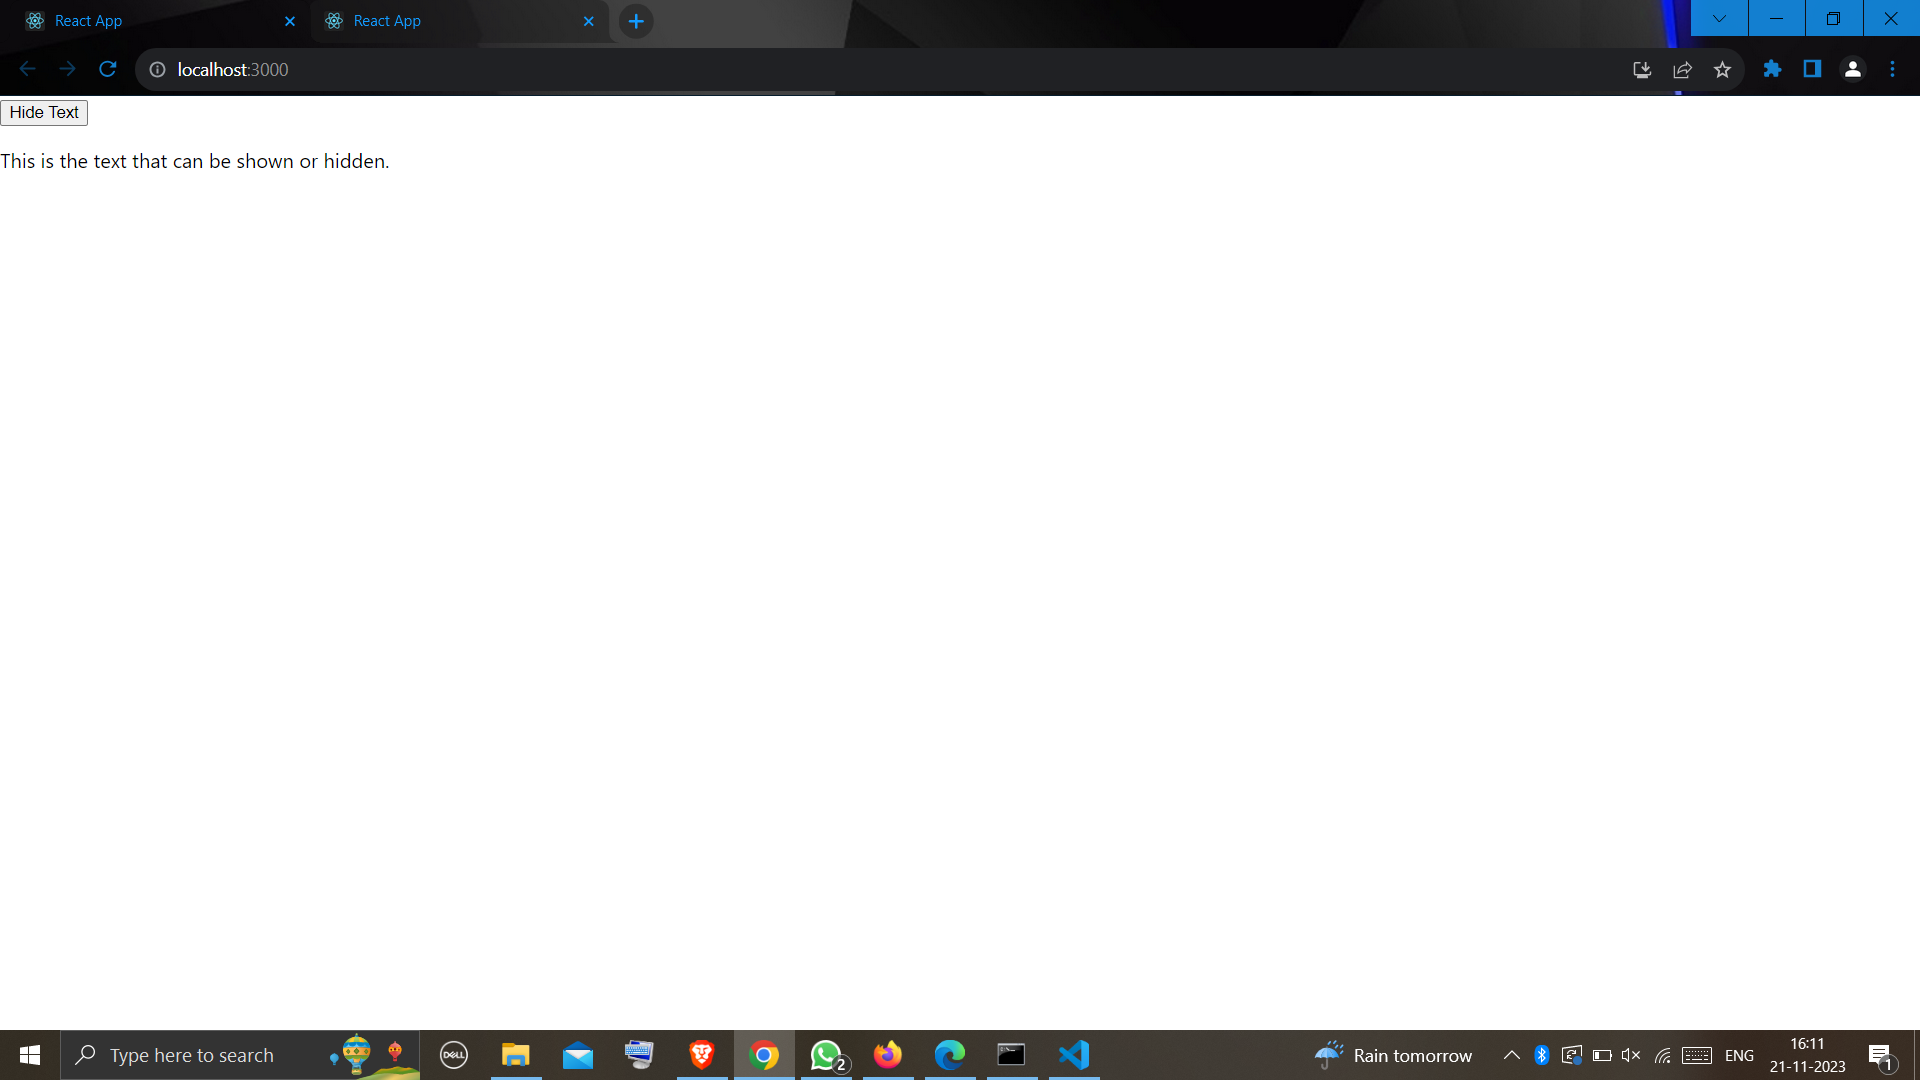 React App
React App
localhost:3000
Hide Text
This is the text that can be shown or hidden.
Type here to search
DELL
2
Rain tomorrow
ENG
16:11
21-11-2023
1